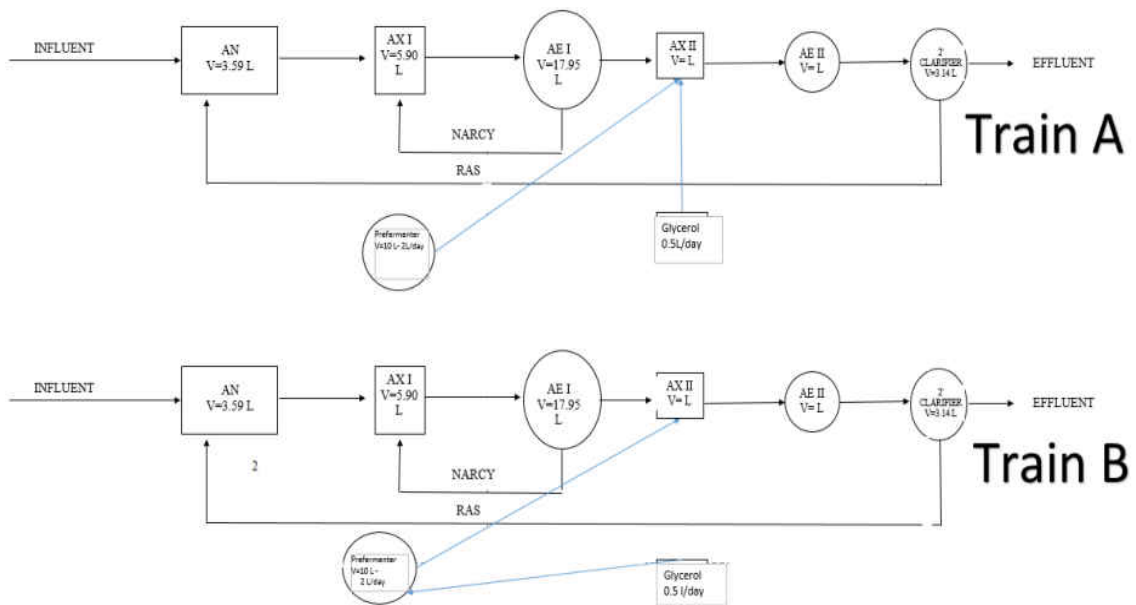 INFLUENT
AN
V=3.59 L
AX I
V=5.90
L
AE I
V=17.95
L
AX II
V= L
AE II
V= L
2'
CLARIFIER
V=3.14 L
EFFLUENT
NARCY
RAS
Train A
Prefermenter
V=10 L- 2L/day
Glycerol
0.5L/day
INFLUENT
AN
V=3.59 L
AX I
V=5.90
L
AE I
V=17.95
L
AX II
V= L
AE II
V= L
2'
CLARIFIER
V=3.14 L
EFFLUENT
2
NARCY
RAS
Train B
Prefermenter
V=10 L -
2 L/day
Glycerol
0.5 l/day